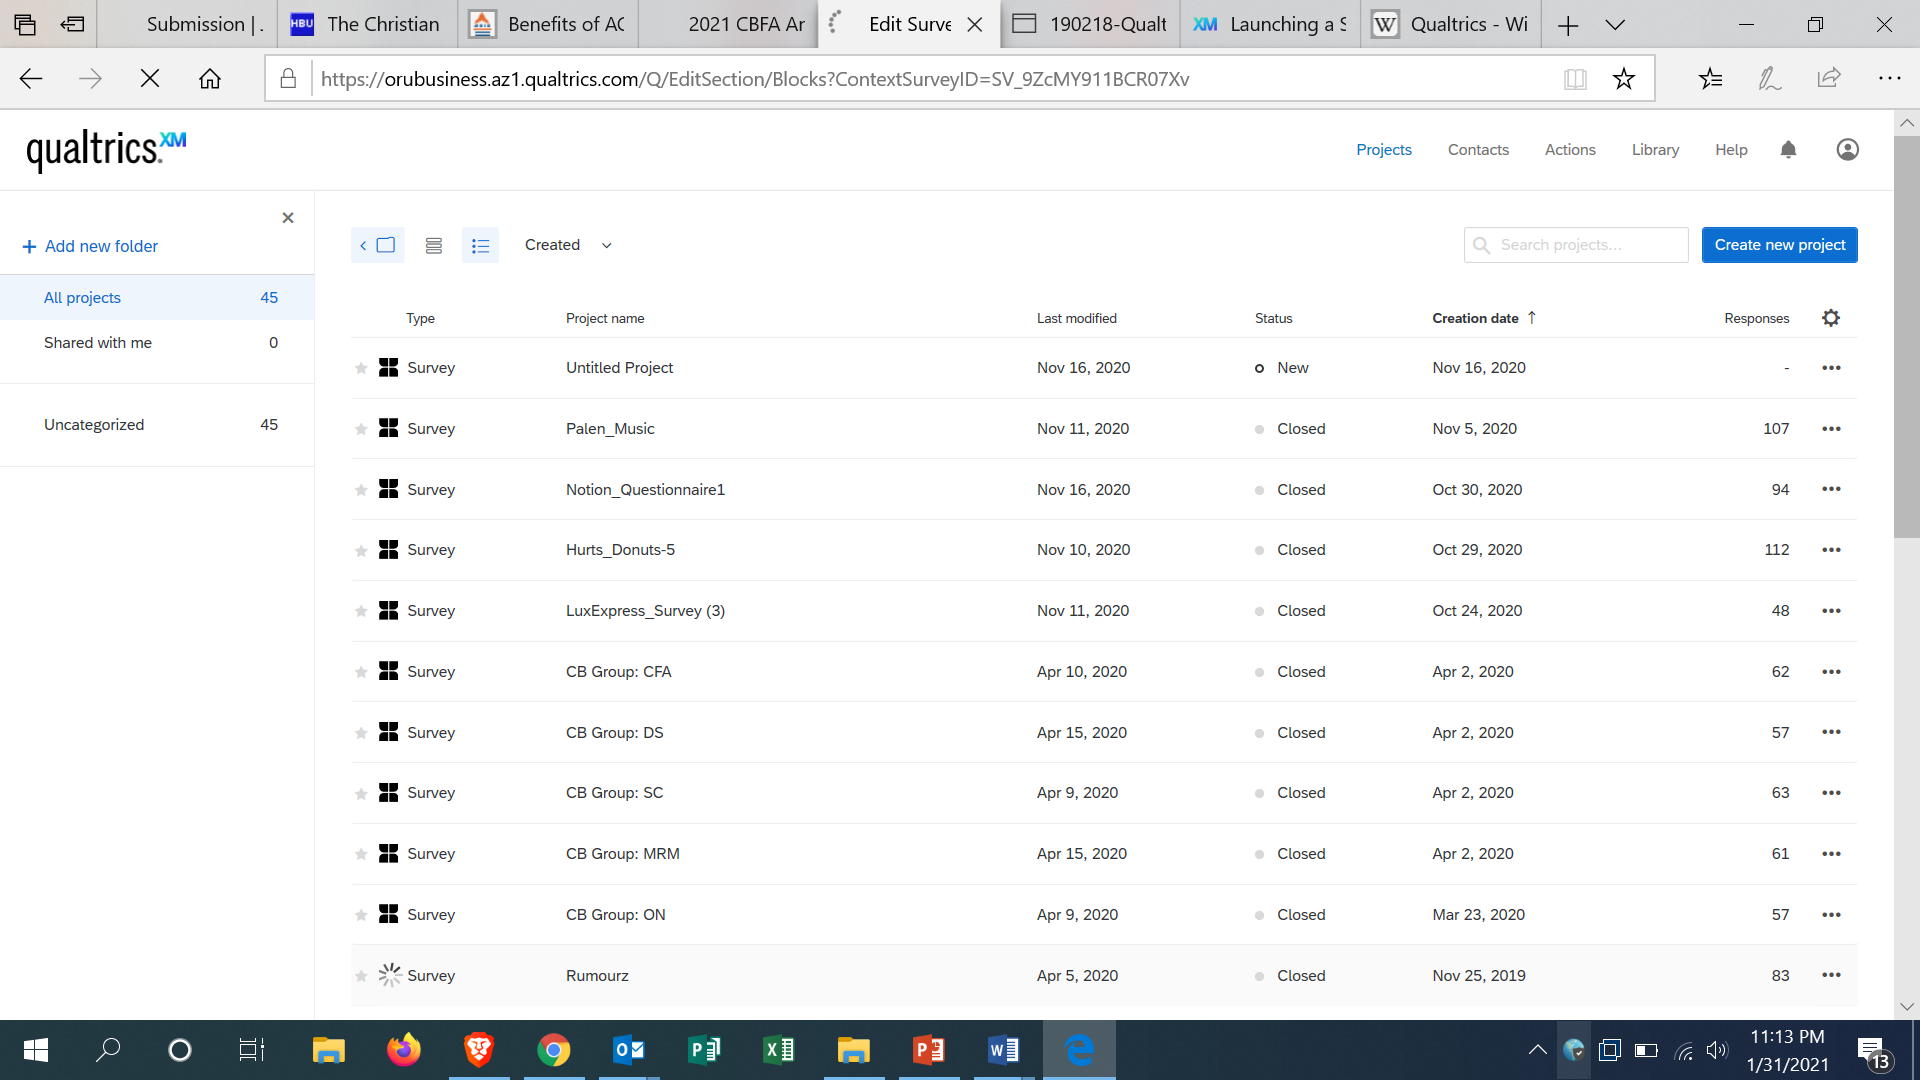 Submission | .
HBU The Christian
Benefits of AC
2021 CBFA Ar
Edit Surve
190218-Qualt
XM Launching a S
W Qualtrics - Wi
https://orubusiness.az1.qualtrics.com/Q/EditSection/Blocks?ContextSurveyID=SV_9ZcMY911BCR07Xv
qualtrics.XM
Projects Contacts Actions Library Help
+ Add new folder
All projects 45
Shared with me 0
Uncategorized 45
Created
Search projects...
Create new project
Type Project name Last modified Status Creation date ↑ Responses
Survey Untitled Project Nov 16, 2020 New Nov 16, 2020 -
Survey Palen_Music Nov 11, 2020 Closed Nov 5, 2020 107
Survey Notion_Questionnaire1 Nov 16, 2020 Closed Oct 30, 2020 94
Survey Hurts_Donuts-5 Nov 10, 2020 Closed Oct 29, 2020 112
Survey LuxExpress_Survey (3) Nov 11, 2020 Closed Oct 24, 2020 48
Survey CB Group: CFA Apr 10, 2020 Closed Apr 2, 2020 62
Survey CB Group: DS Apr 15, 2020 Closed Apr 2, 2020 57
Survey CB Group: SC Apr 9, 2020 Closed Apr 2, 2020 63
Survey CB Group: MRM Apr 15, 2020 Closed Apr 2, 2020 61
Survey CB Group: ON Apr 9, 2020 Closed Mar 23, 2020 57
Survey Rumourz Apr 5, 2020 Closed Nov 25, 2019 83
11:13 PM
1/31/2021
13